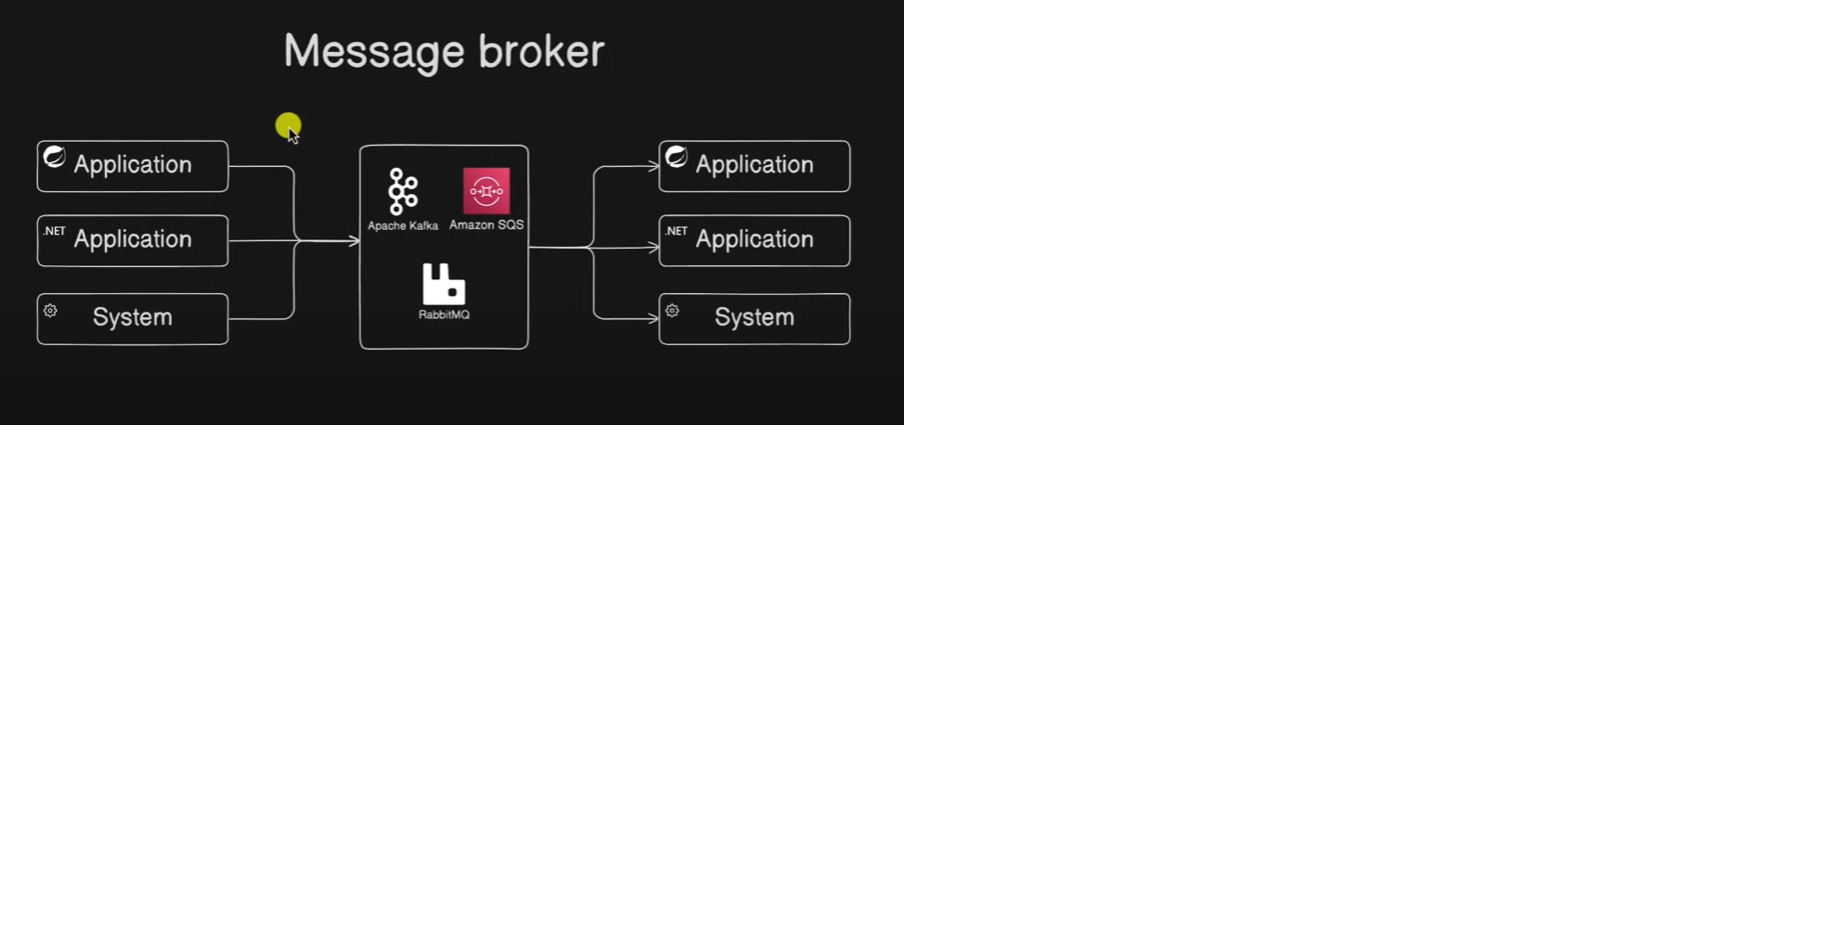 Message broker
Application
.NET Application
System
Apache Kafka
Amazon SQS
RabbitMQ
Application
.NET Application
System